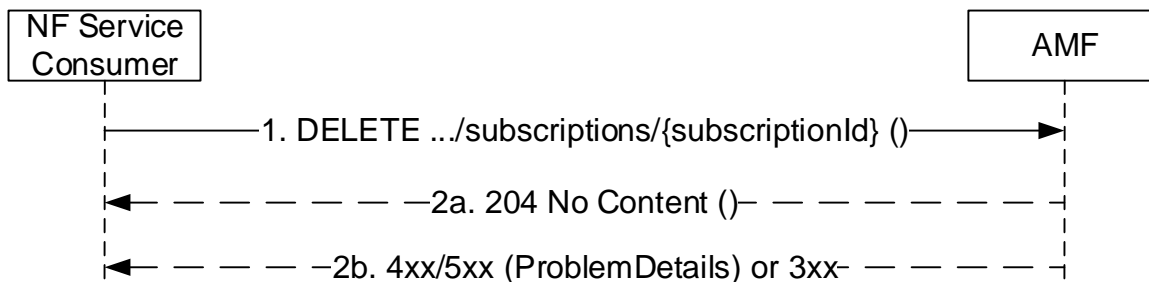 NF Service
Consumer
AMF
1. DELETE .../subscriptions/{subscriptionId} ()
2a. 204 No Content ()
2b. 4xx/5xx (ProblemDetails) or 3xx